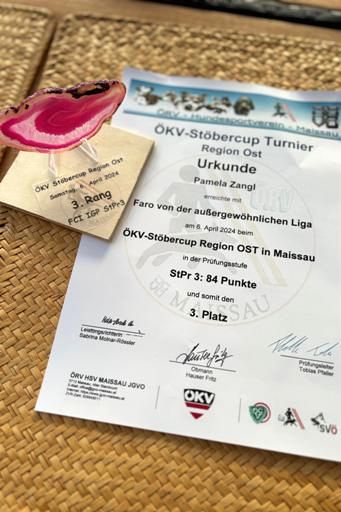 ÖKV - Hundesportverein - Maissau
ÖKV-Stöbercup Turnier
Region Ost
Urkunde
Pamela Zangl
erreichte mit
Faro von der außergewöhnlichen Liga
am 6. April 2024 beim
ÖKV-Stöbercup Region OST in Maissau
in der Prüfungsstufe
StPr 3: 84 Punkte
und somit den
3. Platz
ÖRV
MAISSAU
Leistungsrichterin
Sabrina Molnar-Rössler
Obmann
Hauser Fritz
Prüfungsleiter
Tobias Pfaller
ÖRV HSV MAISSAU JGVO
ÖKV
SVÖ
ÖKV Stöbercup Region Ost
Samstag, April 2024
3. Rang
FCI IGP StPr3